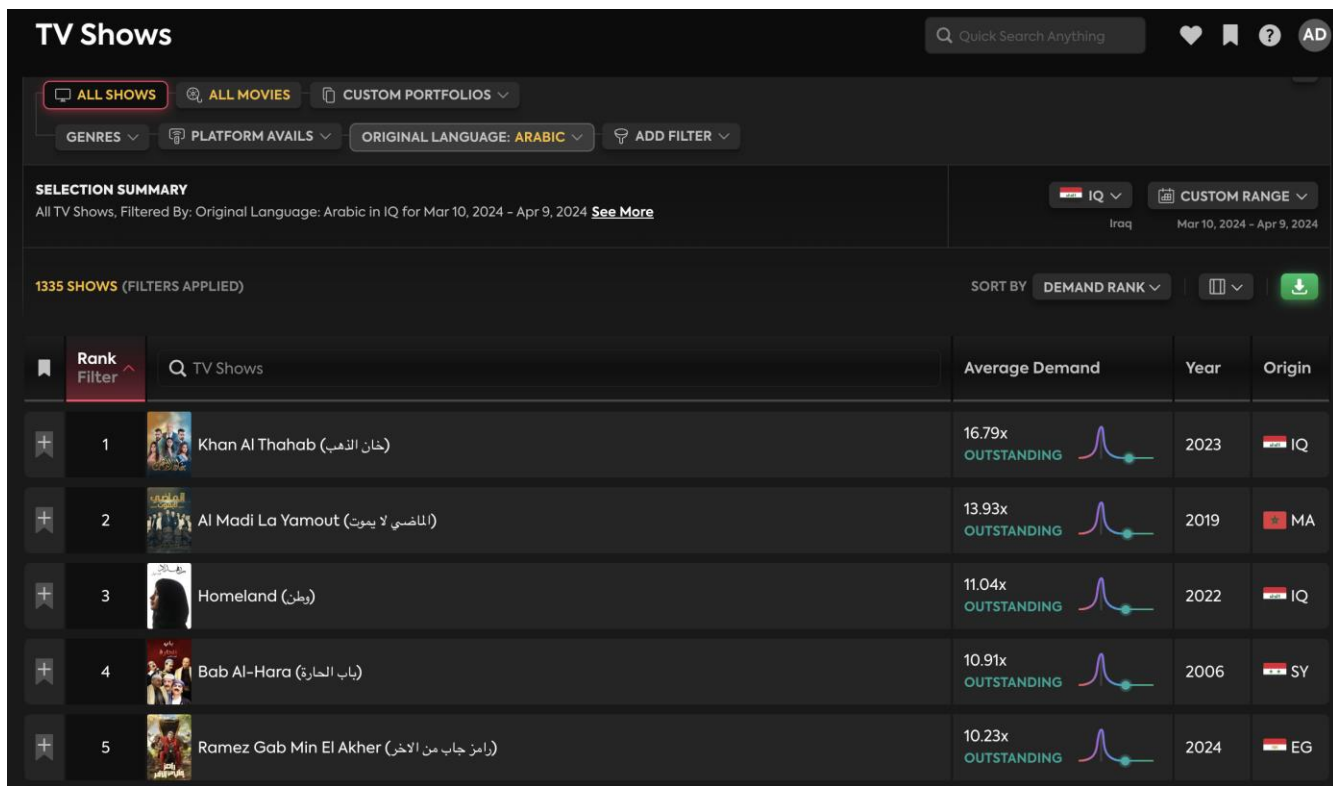 TV Shows
Quick Search Anything
? AD
ALL SHOWS ALL MOVIES CUSTOM PORTFOLIOS
GENRES PLATFORM AVAILS ORIGINAL LANGUAGE: ARABIC ADD FILTER
SELECTION SUMMARY
All TV Shows, Filtered By: Original Language: Arabic in IQ for Mar 10, 2024 - Apr 9, 2024 See More
IQ CUSTOM RANGE
Iraq Mar 10, 2024 - Apr 9, 2024
1335 SHOWS (FILTERS APPLIED) SORT BY DEMAND RANK
Rank
Filter
TV Shows
Average Demand Year Origin
1 Khan Al Thahab (خان الذهب) 16.79x OUTSTANDING 2023 IQ
2 Al Madi La Yamout (الماضي لا يموت) 13.93x OUTSTANDING 2019 MA
3 Homeland (وطن) 11.04x OUTSTANDING 2022 IQ
4 Bab Al-Hara (باب الحارة) 10.91x OUTSTANDING 2006 SY
5 Ramez Gab Min El Akher (رامز جاب من الاخر) 10.23x OUTSTANDING 2024 EG